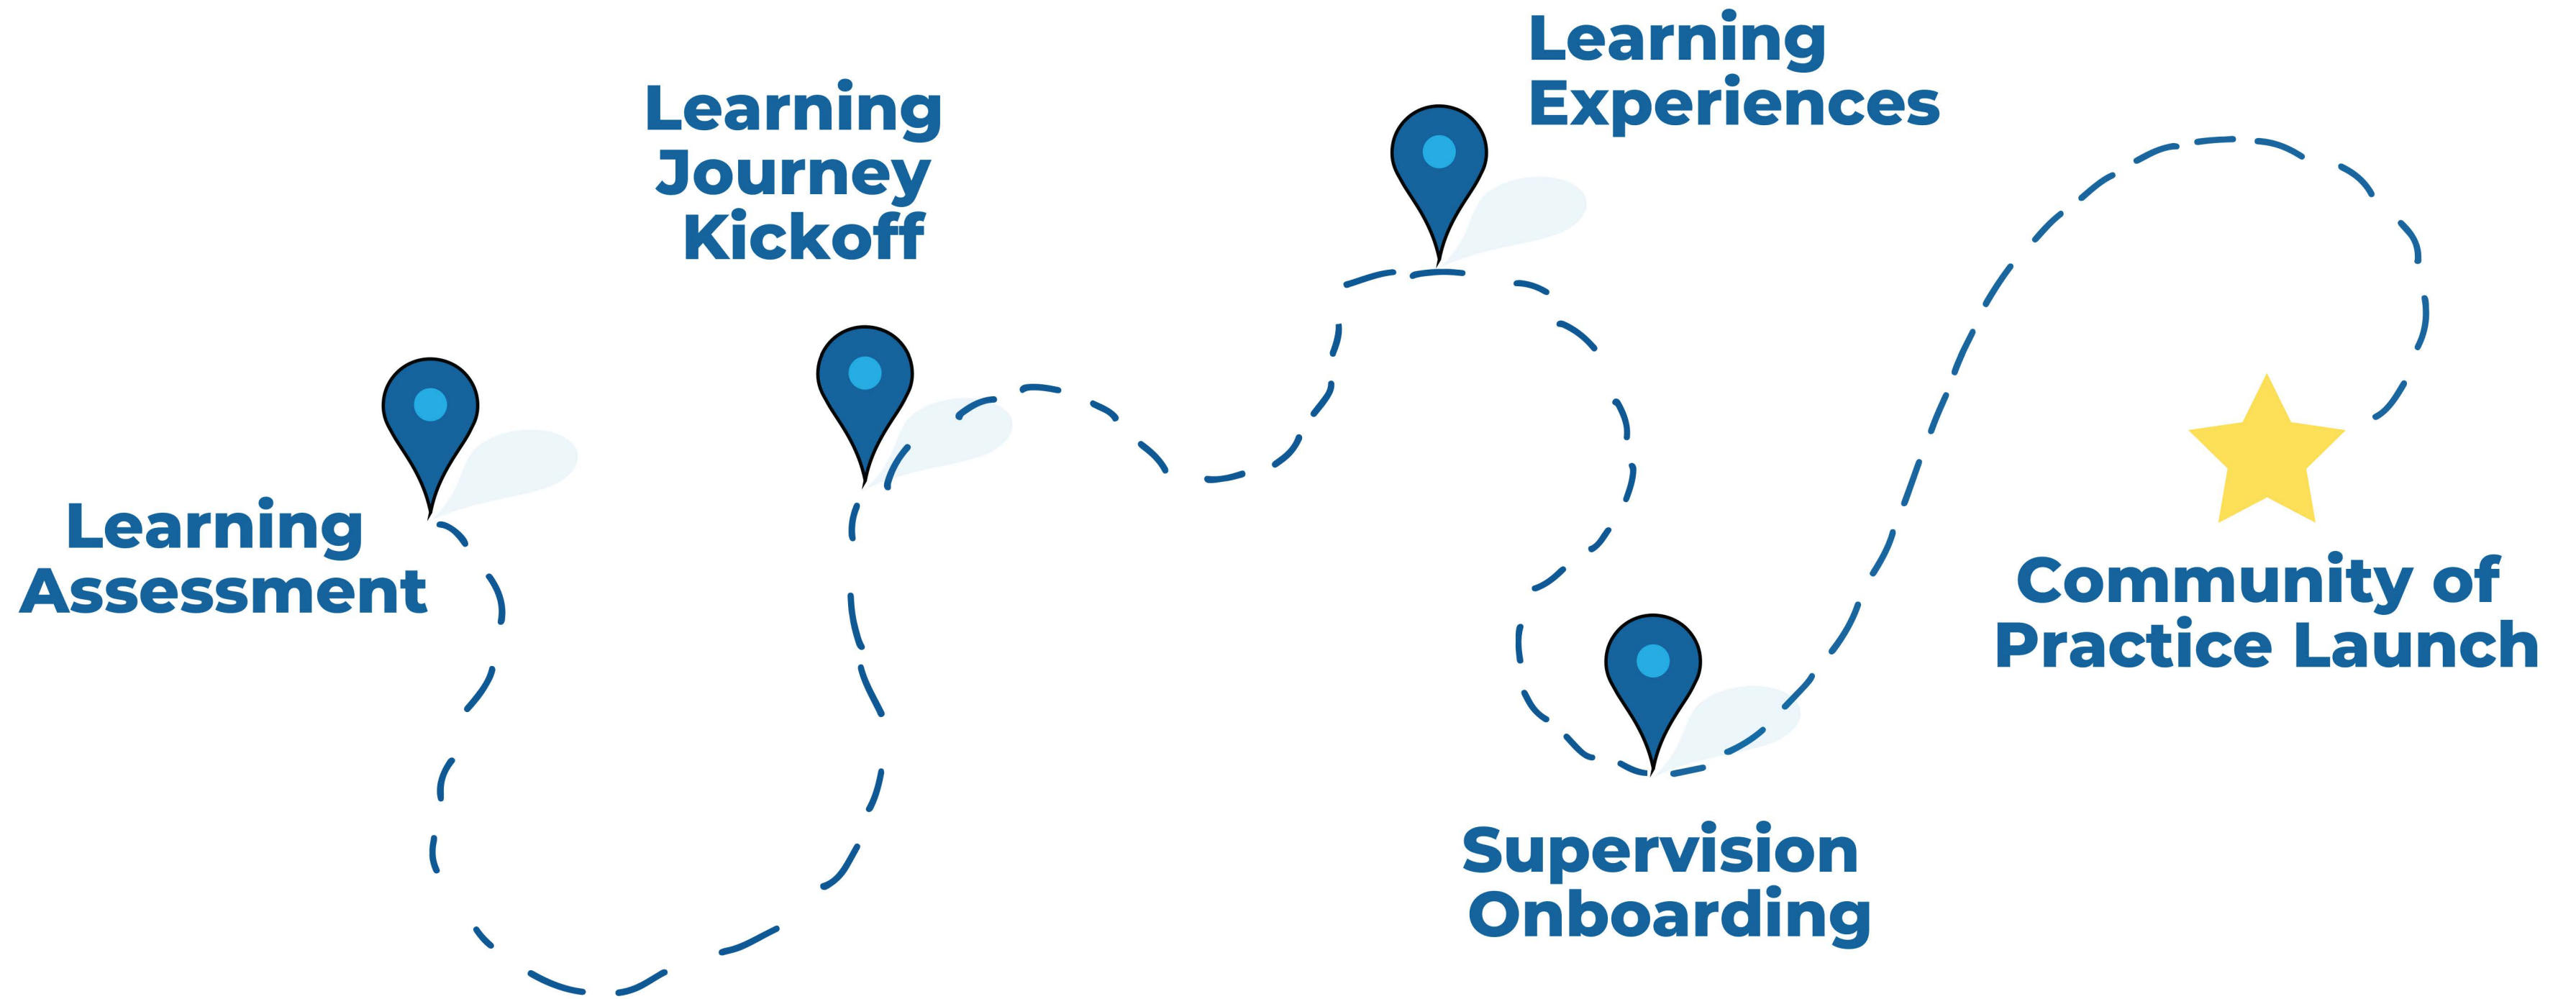 Learning
Assessment
Learning
Journey
Kickoff
Learning
Experiences
Supervision
Onboarding
Community of
Practice Launch